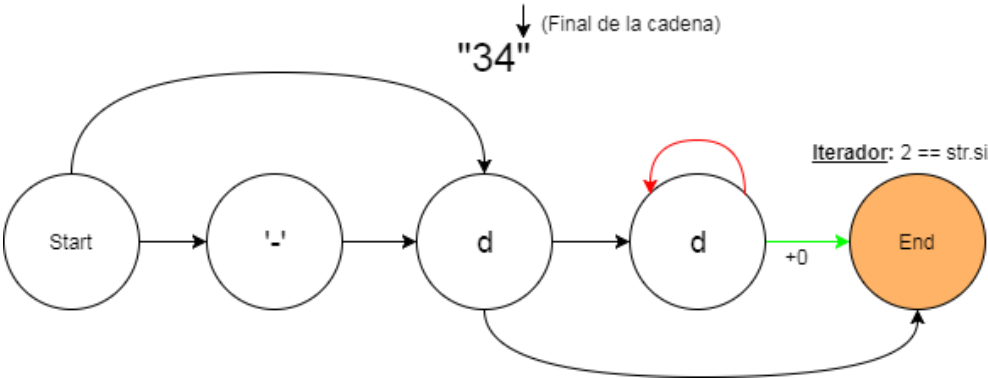 (Final de la cadena)
"34"
Iterador: 2 == str.si
Start
'-'
d
d
+0
End